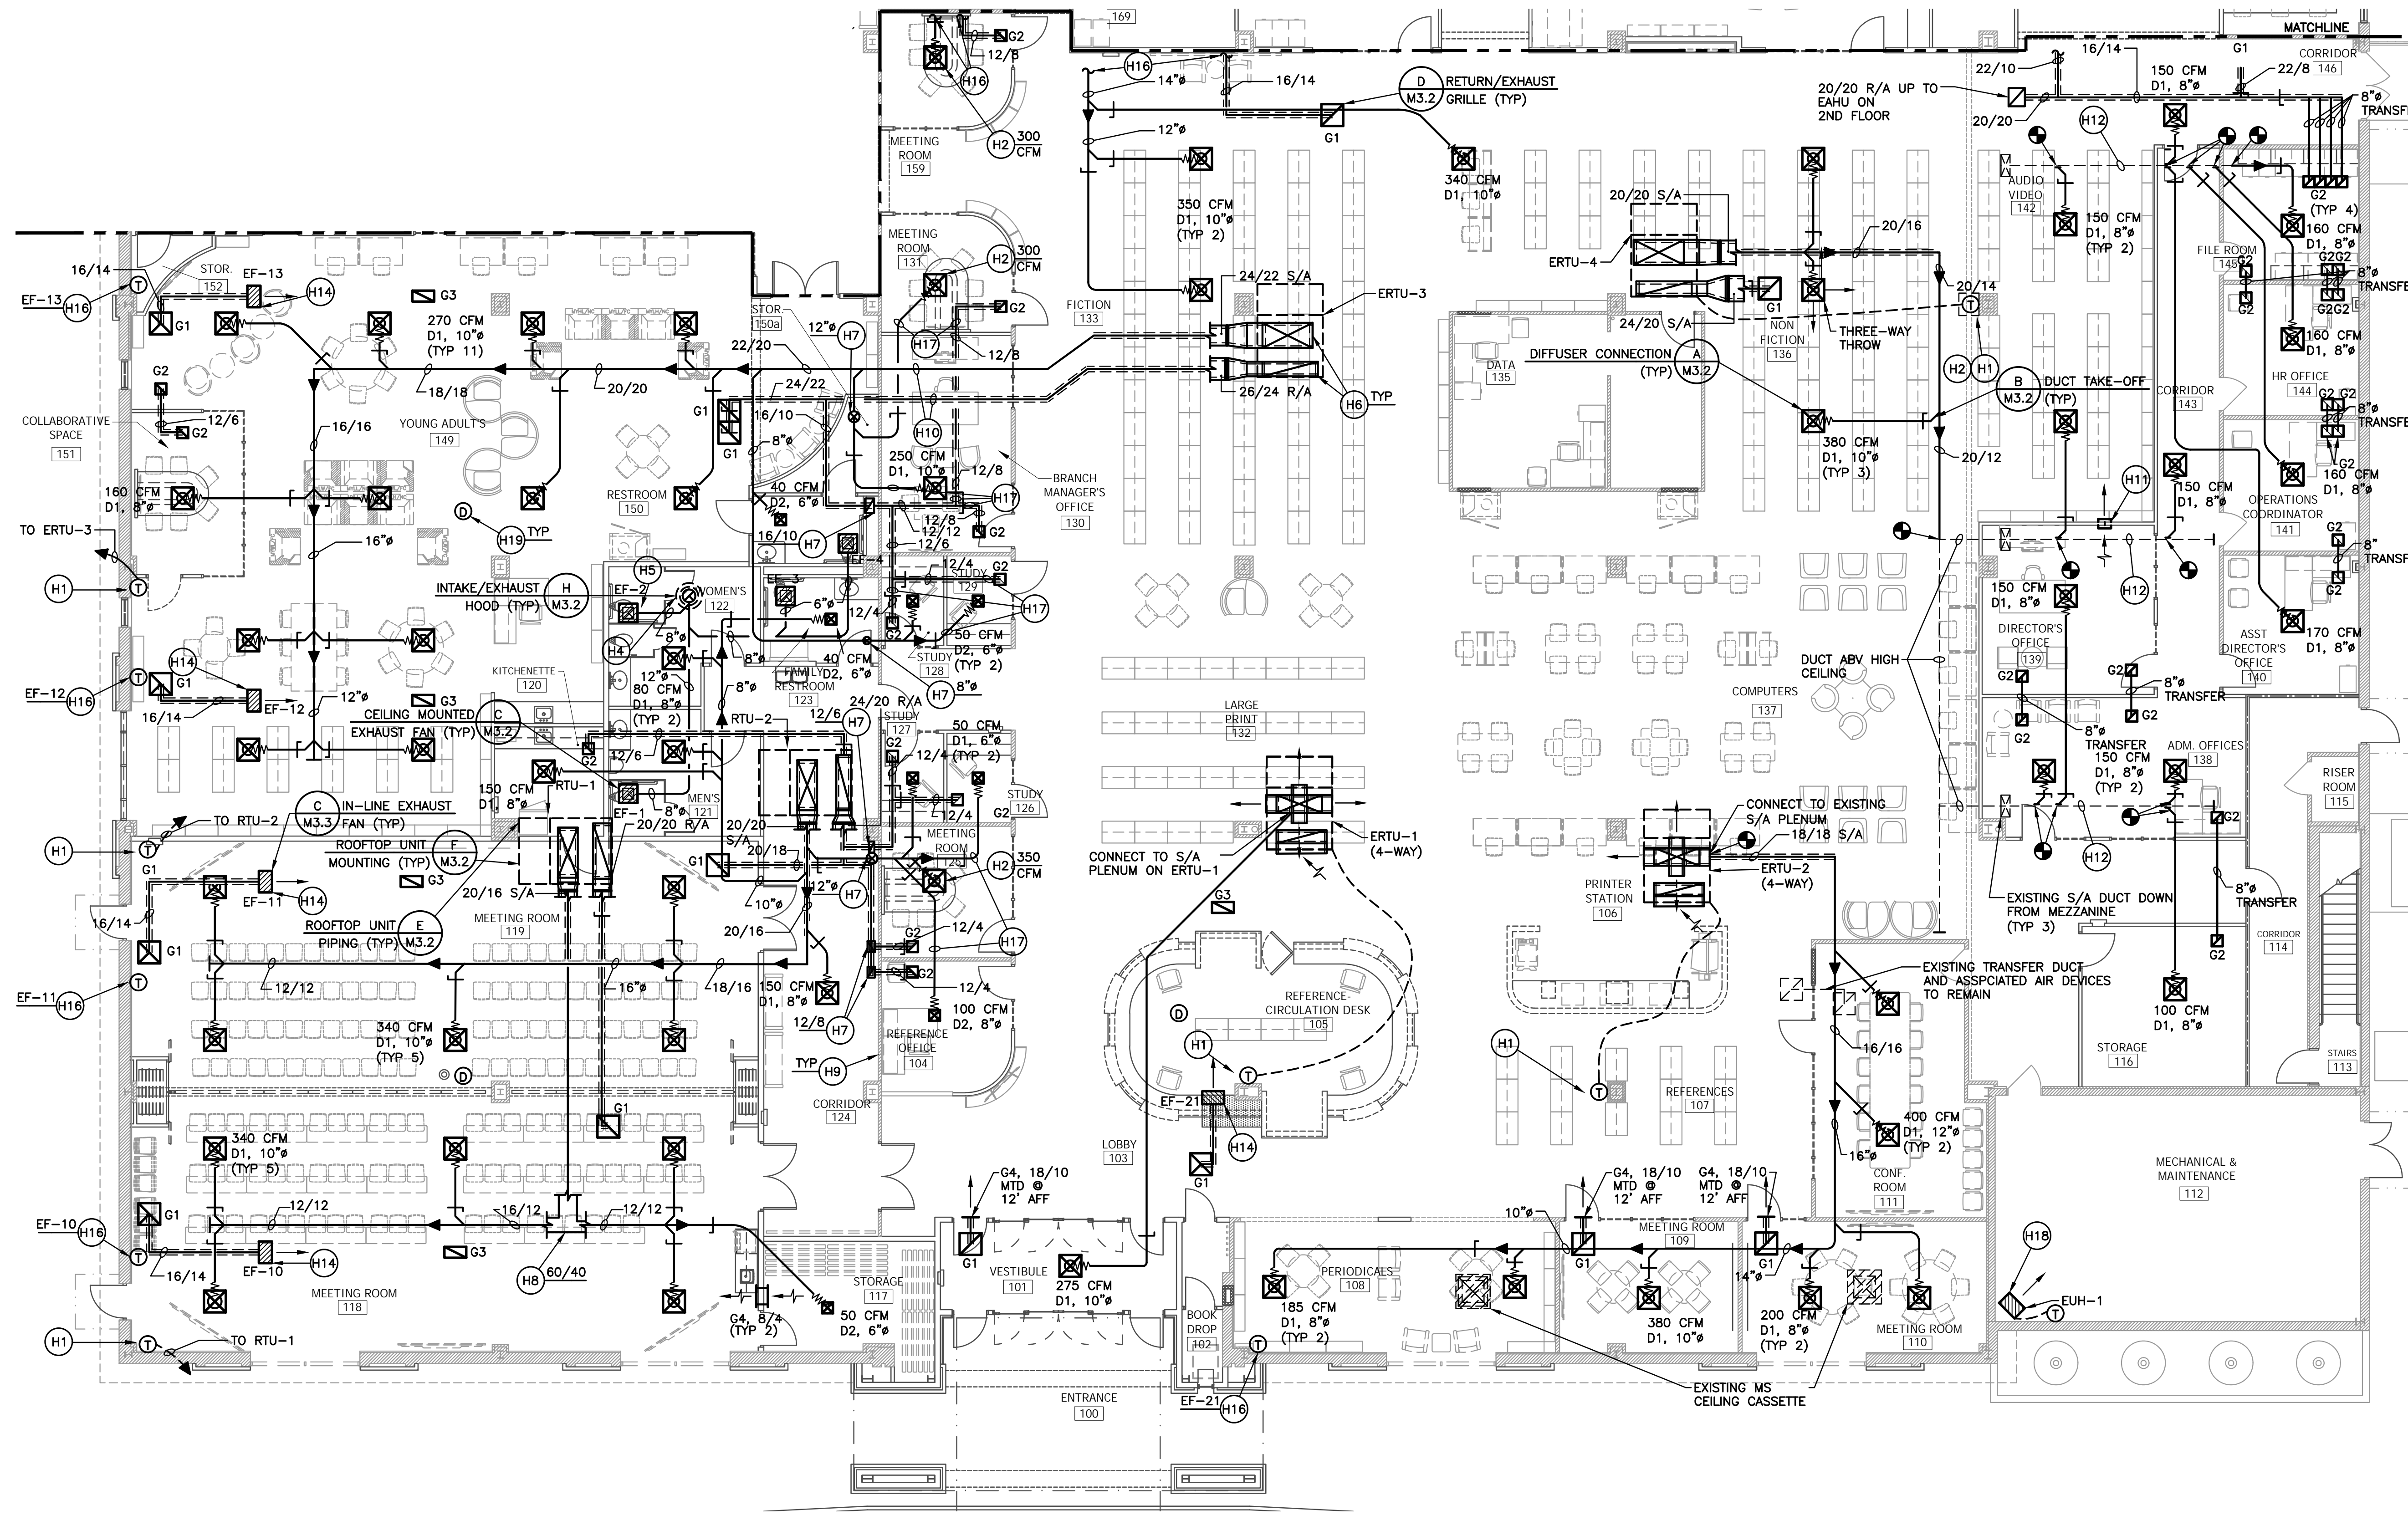 169
MATCHLINE
G2
12/8
H16
H16
14"ø
16/14
D
M3.2
RETURN/EXHAUST
GRILLE (TYP)
G1
12"ø
H2
300
CFM
MEETING
ROOM
159
20/20 R/A UP TO
EAHU ON
2ND FLOOR
22/10
16/14
150 CFM
D1, 8"ø
G1
22/8
CORRIDOR
146
20/20
H12
8"ø
TRANSFER
340 CFM
D1, 10"ø
350 CFM
D1, 10"ø
(TYP 2)
AUDIO
VIDEO
142
150 CFM
D1, 8"ø
(TYP 2)
G2
(TYP 4)
160 CFM
D1, 8"ø
FILE ROOM
145
G2
G2
G2G2
8"ø
TRANSFER
G2G2
160 CFM
D1, 8"ø
HR OFFICE
144
G2 G2
8"ø
TRANSFER
G2
160 CFM
D1, 8"ø
OPERATIONS
COORDINATOR
141
G2
8"
TRANSFER
G2
ASST
DIRECTOR'S
OFFICE
140
170 CFM
D1, 8"ø
MEETING
ROOM
131
H2
300
CFM
G2
FICTION
133
24/22 S/A
ERTU-3
26/24 R/A
H6
TYP
20/20 S/A
ERTU-4
20/16
G1
24/20 S/A
NON
FICTION
136
THREE-WAY
THROW
20/14
T
H2
H1
DATA
135
DIFFUSER CONNECTION
(TYP)
A
M3.2
B
M3.2
DUCT TAKE-OFF
(TYP)
CORRIDOR
143
380 CFM
D1, 10"ø
(TYP 3)
20/12
150 CFM
D1, 8"ø
H11
H12
16/14
STOR.
152
EF-13
H14
EF-13
H16
T
G1
G3
270 CFM
D1, 10"ø
(TYP 11)
18/18
20/20
STOR.
150a
12"ø
H7
22/20
24/22
H17
12/8
H10
G2
12/6
G2
COLLABORATIVE
SPACE
151
16/16
YOUNG ADULT'S
149
G1
16/10
8"ø
160 CFM
D1, 8"ø
RESTROOM
150
250 CFM
D1, 10"ø
12/8
BRANCH
MANAGER'S
OFFICE
130
40 CFM
D2, 6"ø
H17
12/8
12/12
12/6
G2
D
H19
TYP
16"ø
16/10
H7
EF-4
TO ERTU-3
H1
T
INTAKE/EXHAUST
HOOD (TYP)
H
M3.2
H5
EF-2
H4
8"ø
WOMEN'S
122
EF-3
6"ø
12/4
12/4
STUDY
129
G2
H17
G2
50 CFM
D2, 6"ø
(TYP 2)
STUDY
128
8"ø
FAMILY
RESTROOM
123
40 CFM
D2, 6"ø
H7
8"ø
EF-12
H16
T
H14
G1
16/14
EF-12
G3
12"ø
KITCHENETTE
120
12"ø
80 CFM
D1, 8"ø
(TYP 2)
8"ø
CEILING MOUNTED
EXHAUST FAN (TYP)
C
M3.2
RTU-2
12/6
H7
24/20 R/A
STUDY
127
G2
12/4
50 CFM
D1, 6"ø
(TYP 2)
G2
12/6
150 CFM
D1, 8"ø
RTU-1
8"ø
MEN'S
121
EF-1
20/20 R/A
STUDY
126
G2
12/4
C
M3.3
IN-LINE EXHAUST
FAN (TYP)
TO RTU-2
H1
T
ROOFTOP UNIT
MOUNTING (TYP)
F
M3.2
20/20
S/A
20/18
G1
MEETING
ROOM
125
H2
350
CFM
G1
EF-11
H14
G3
20/16 S/A
10"ø
12"ø
H7
16/14
G1
ROOFTOP UNIT
PIPING (TYP)
E
M3.2
MEETING ROOM
119
20/16
G2
12/4
H17
G2
12/4
EF-11
H16
T
12/12
16"ø
18/16
150 CFM
D1, 8"ø
12/8
H7
340 CFM
D1, 10"ø
(TYP 5)
REFERENCE
OFFICE
104
100 CFM
D2, 8"ø
TYP
H9
D
G1
CORRIDOR
124
340 CFM
D1, 10"ø
(TYP 5)
EF-10
H16
T
G1
16/14
EF-10
H14
12/12
16/12
12/12
G3
H8
60/40
MEETING ROOM
118
H1
T
TO RTU-1
G4, 8/4
(TYP 2)
STORAGE
117
50 CFM
D2, 6"ø
G4, 18/10
MTD @
12' AFF
G1
VESTIBULE
101
275 CFM
D1, 10"ø
LOBBY
103
LARGE
PRINT
132
CONNECT TO S/A
PLENUM ON ERTU-1
ERTU-1
(4-WAY)
G3
REFERENCE-
CIRCULATION DESK
105
D
H1
T
EF-21
H14
G1
COMPUTERS
137
DUCT ABV HIGH
CEILING
CONNECT TO EXISTING
S/A PLENUM
18/18 S/A
ERTU-2
(4-WAY)
PRINTER
STATION
106
H1
T
REFERENCES
107
EXISTING TRANSFER DUCT
AND ASSPCIATED AIR DEVICES
TO REMAIN
16/16
400 CFM
D1, 12"ø
(TYP 2)
16"ø
CONF.
ROOM
111
G4, 18/10
MTD @
12' AFF
G4, 18/10
MTD @
12' AFF
10"ø
MEETING ROOM
109
G1
G1
14"ø
PERIODICALS
108
185 CFM
D1, 8"ø
(TYP 2)
380 CFM
D1, 10"ø
200 CFM
D1, 8"ø
(TYP 2)
MEETING ROOM
110
BOOK
DROP
102
T
EF-21
H16
EXISTING MS
CEILING CASSETTE
ENTRANCE
100
150 CFM
D1, 8"ø
DIRECTOR'S
OFFICE
139
G2
G2
8"ø
TRANSFER
G2
G2
8"ø
TRANSFER
150 CFM
D1, 8"ø
(TYP 2)
ADM. OFFICES
138
G2
H12
RISER
ROOM
115
EXISTING S/A DUCT DOWN
FROM MEZZANINE
(TYP 3)
8"ø
TRANSFER
G2
CORRIDOR
114
100 CFM
D1, 8"ø
STORAGE
116
STAIRS
113
MECHANICAL &
MAINTENANCE
112
H18
EUH-1
T